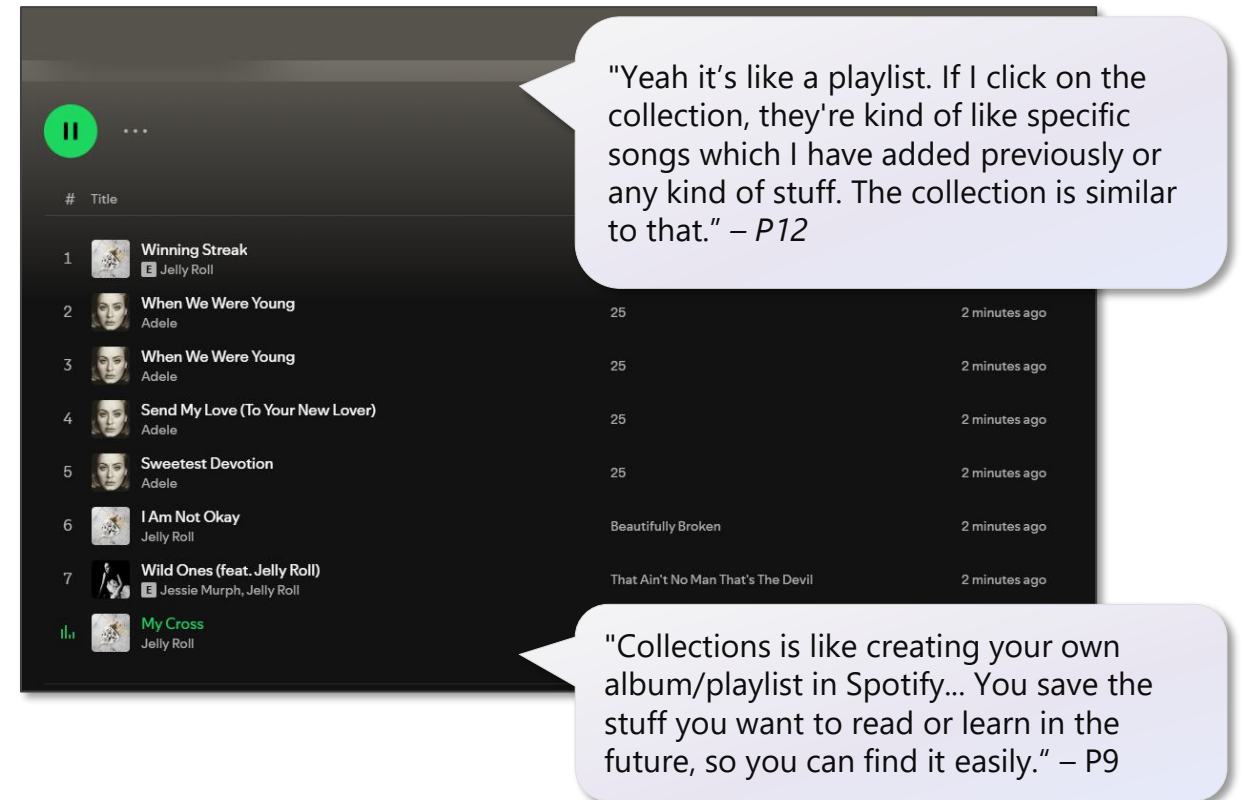 "Yeah it’s like a playlist. If I click on the
collection, they're kind of like specific
songs which I have added previously or
any kind of stuff. The collection is similar
to that.” – P12
# Title
1 Winning Streak
E Jelly Roll
2 When We Were Young 25 2 minutes ago
Adele
3 When We Were Young 25 2 minutes ago
Adele
4 Send My Love (To Your New Lover) 25 2 minutes ago
Adele
5 Sweetest Devotion 25 2 minutes ago
Adele
6 I Am Not Okay Beautifully Broken 2 minutes ago
Jelly Roll
7 Wild Ones (feat. Jelly Roll) That Ain't No Man That's The Devil 2 minutes ago
E Jessie Murph, Jelly Roll
My Cross
Jelly Roll
"Collections is like creating your own
album/playlist in Spotify... You save the
stuff you want to read or learn in the
future, so you can find it easily.“ – P9